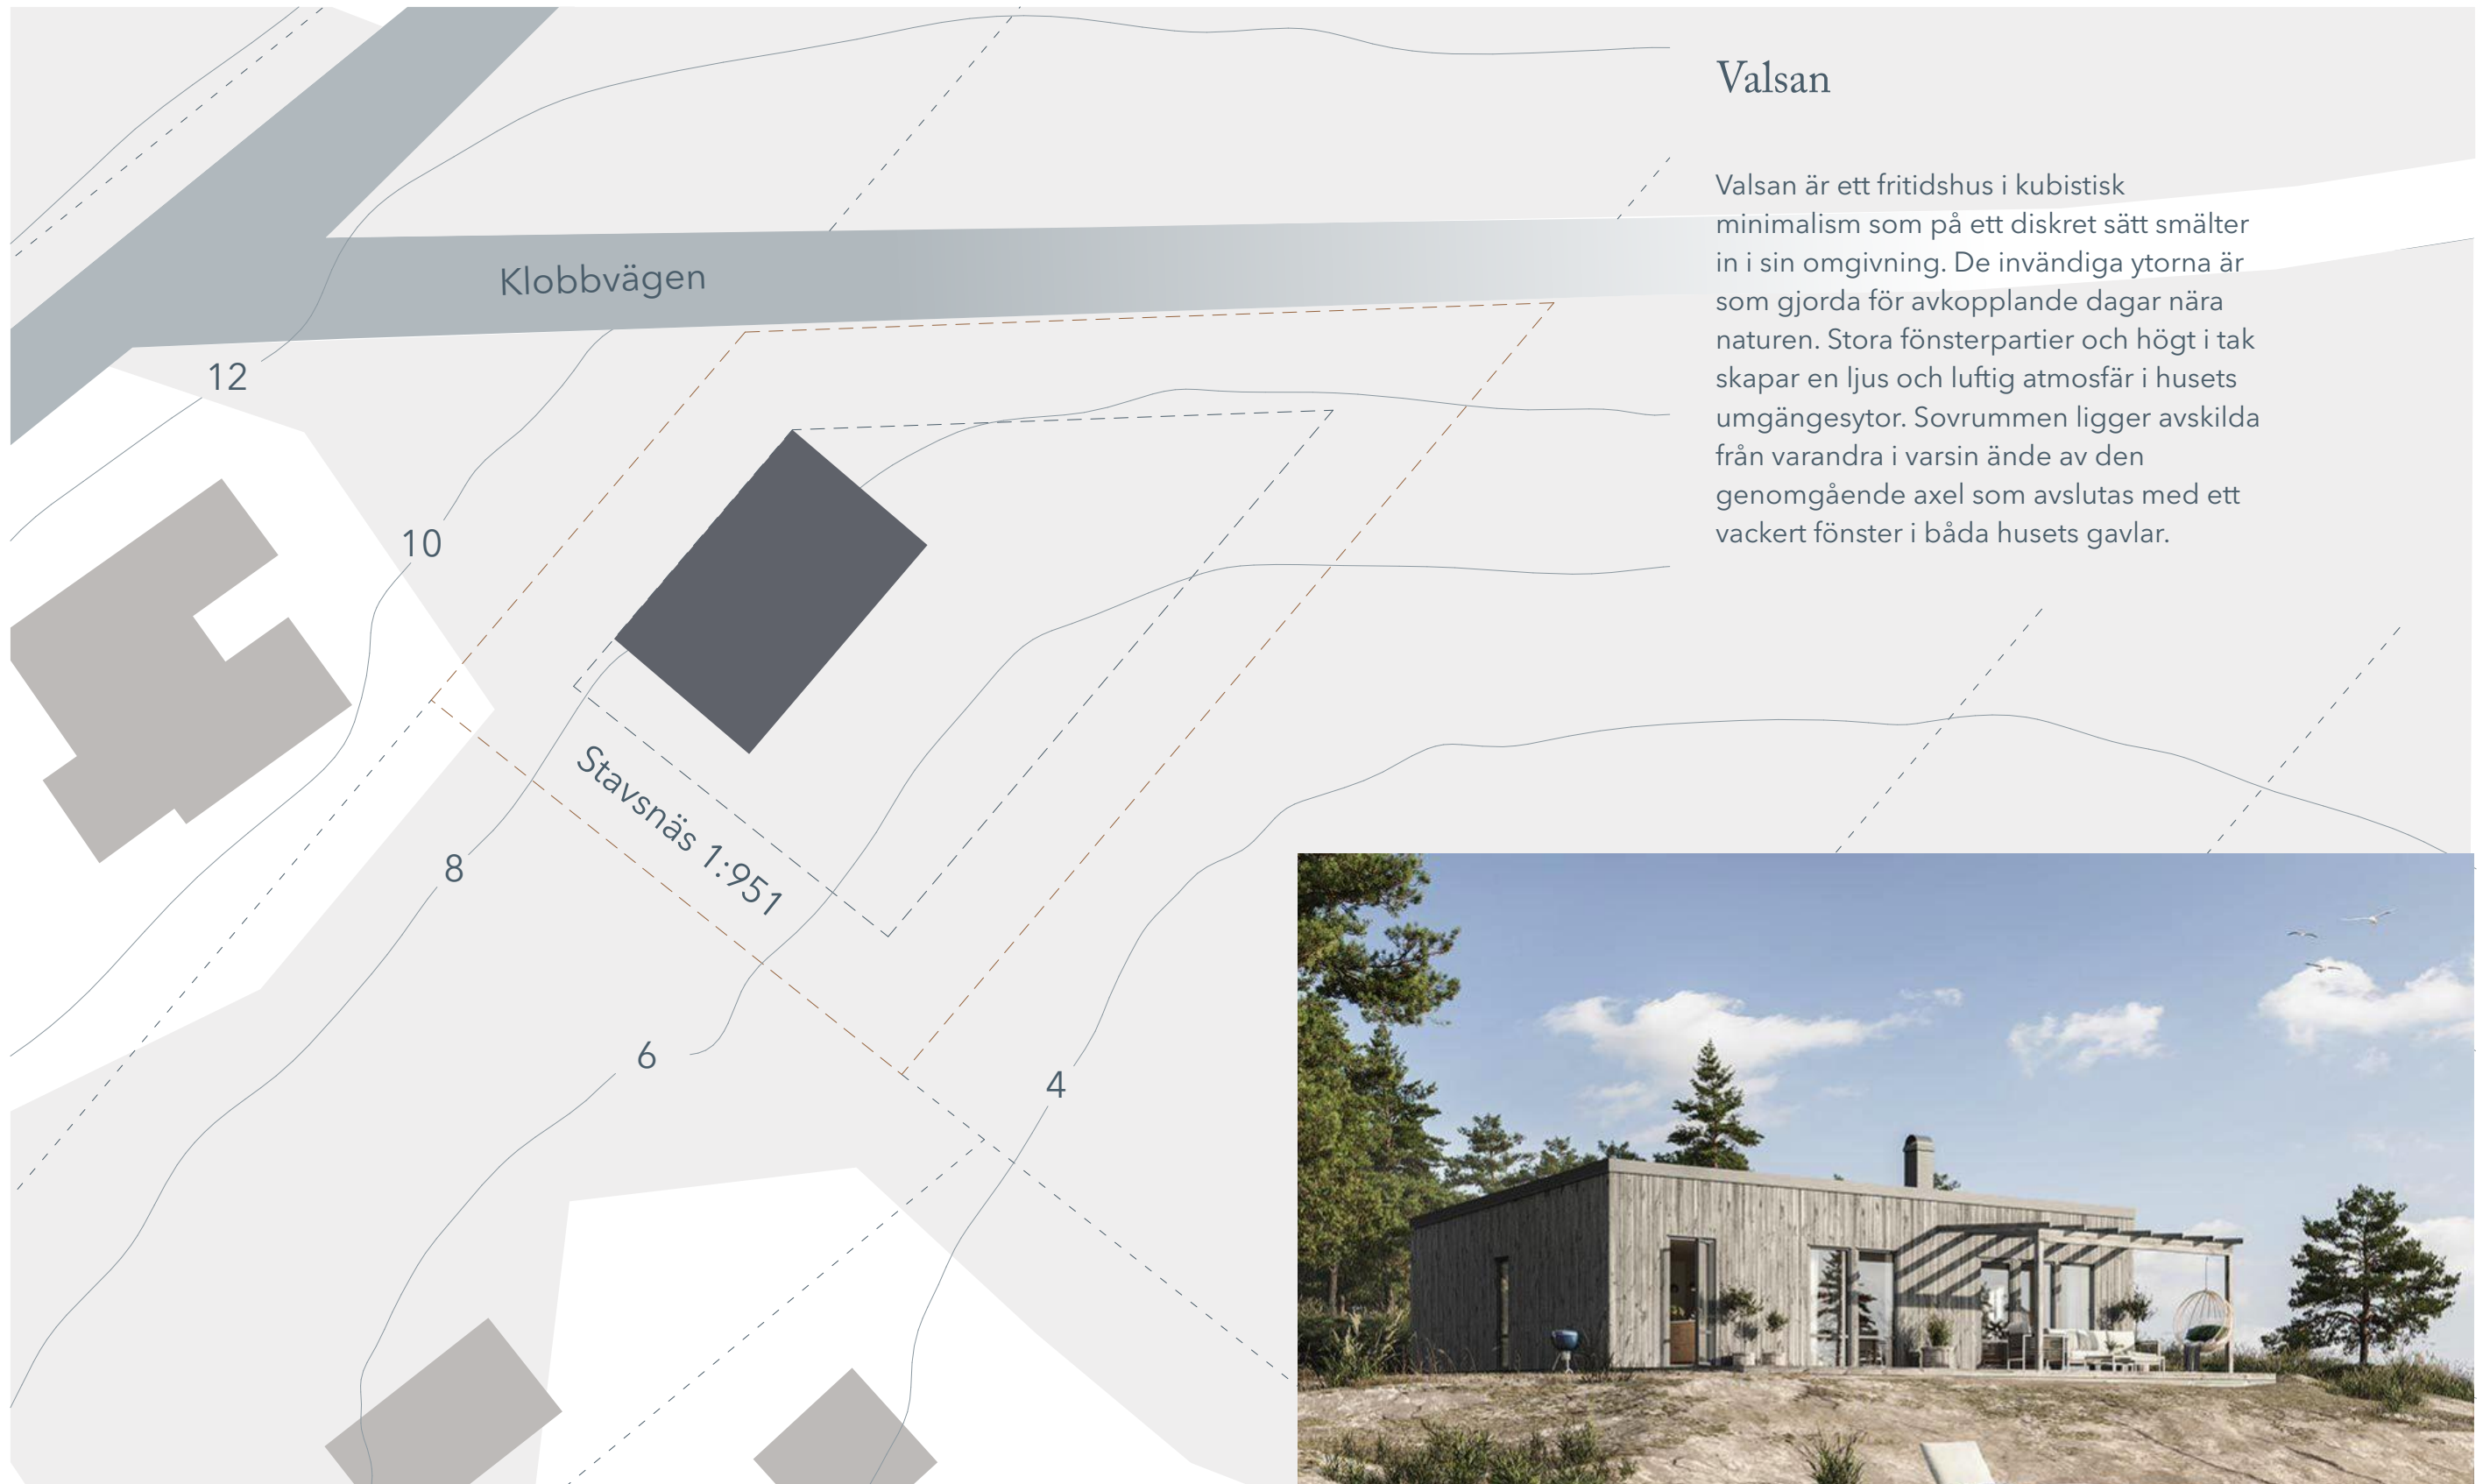 Valsan
Valsan är ett fritidshus i kubistisk
minimalism som på ett diskret sätt smälter
in i sin omgivning. De invändiga ytorna är
som gjorda för avkopplande dagar nära
naturen. Stora fönsterpartier och högt i tak
skapar en ljus och luftig atmosfär i husets
umgängesytor. Sovrummen ligger avskilda
från varandra i varsin ände av den
genomgående axel som avslutas med ett
vackert fönster i båda husets gavlar.
Klobbvägen
12
10
Stavsnäs 1:951
8
6
4